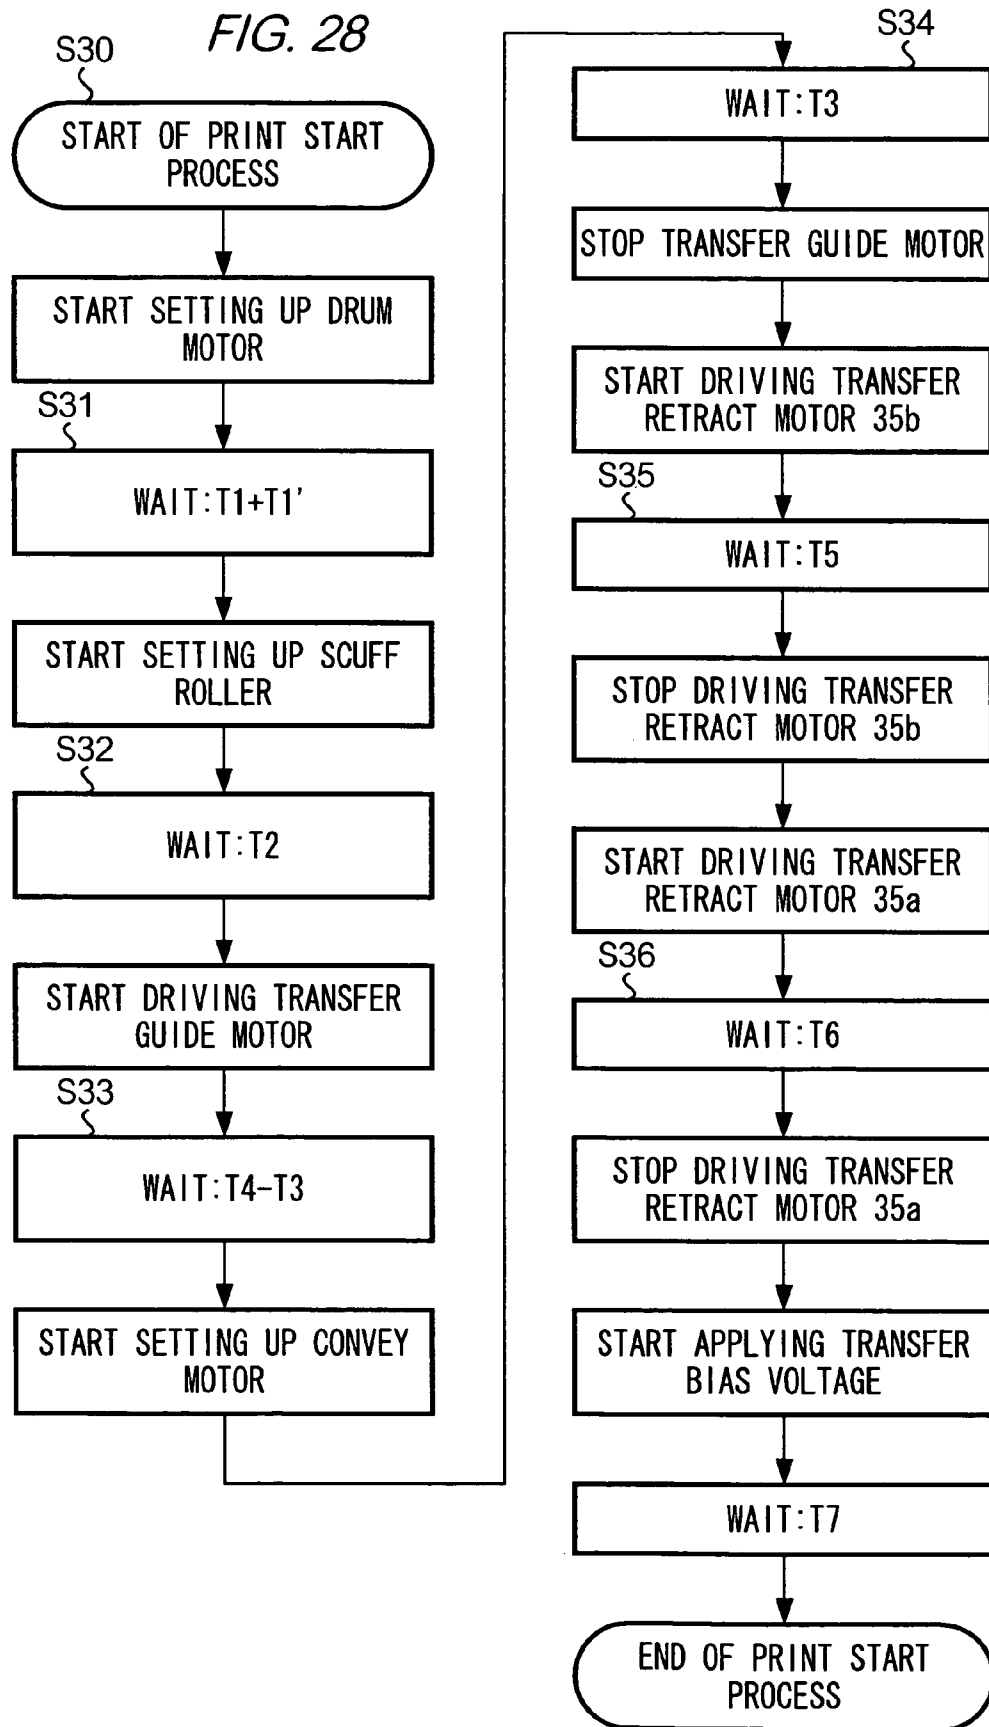 FIG. 28
S30
START OF PRINT START
PROCESS
START SETTING UP DRUM
MOTOR
S31
WAIT:T1+T1'
START SETTING UP SCUFF
ROLLER
S32
WAIT:T2
START DRIVING TRANSFER
GUIDE MOTOR
S33
WAIT:T4-T3
START SETTING UP CONVEY
MOTOR
S34
WAIT:T3
STOP TRANSFER GUIDE MOTOR
START DRIVING TRANSFER
RETRACT MOTOR 35b
S35
WAIT:T5
STOP DRIVING TRANSFER
RETRACT MOTOR 35b
START DRIVING TRANSFER
RETRACT MOTOR 35a
S36
WAIT:T6
STOP DRIVING TRANSFER
RETRACT MOTOR 35a
START APPLYING TRANSFER
BIAS VOLTAGE
WAIT:T7
END OF PRINT START
PROCESS